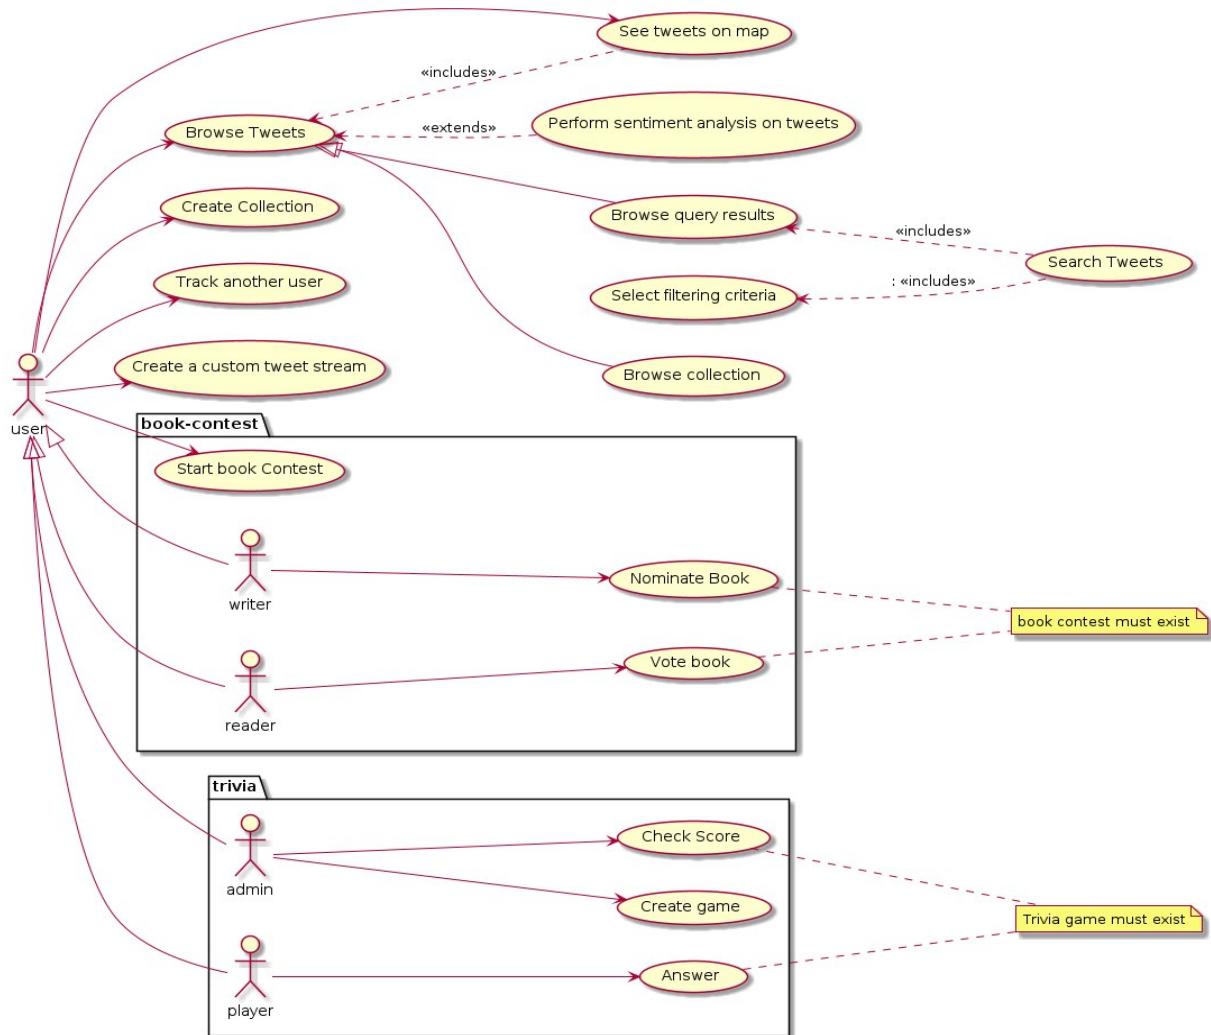 See tweets on map
«includes»
Perform sentiment analysis on tweets
«extends»
Browse Tweets
Create Collection
Browse query results
«includes»
Search Tweets
Track another user
Select filtering criteria
: «includes»
Create a custom tweet stream
Browse collection
user
book-contest
Start book Contest
writer
Nominate Book
book contest must exist
reader
Vote book
trivia
admin
Check Score
Create game
Trivia game must exist
player
Answer